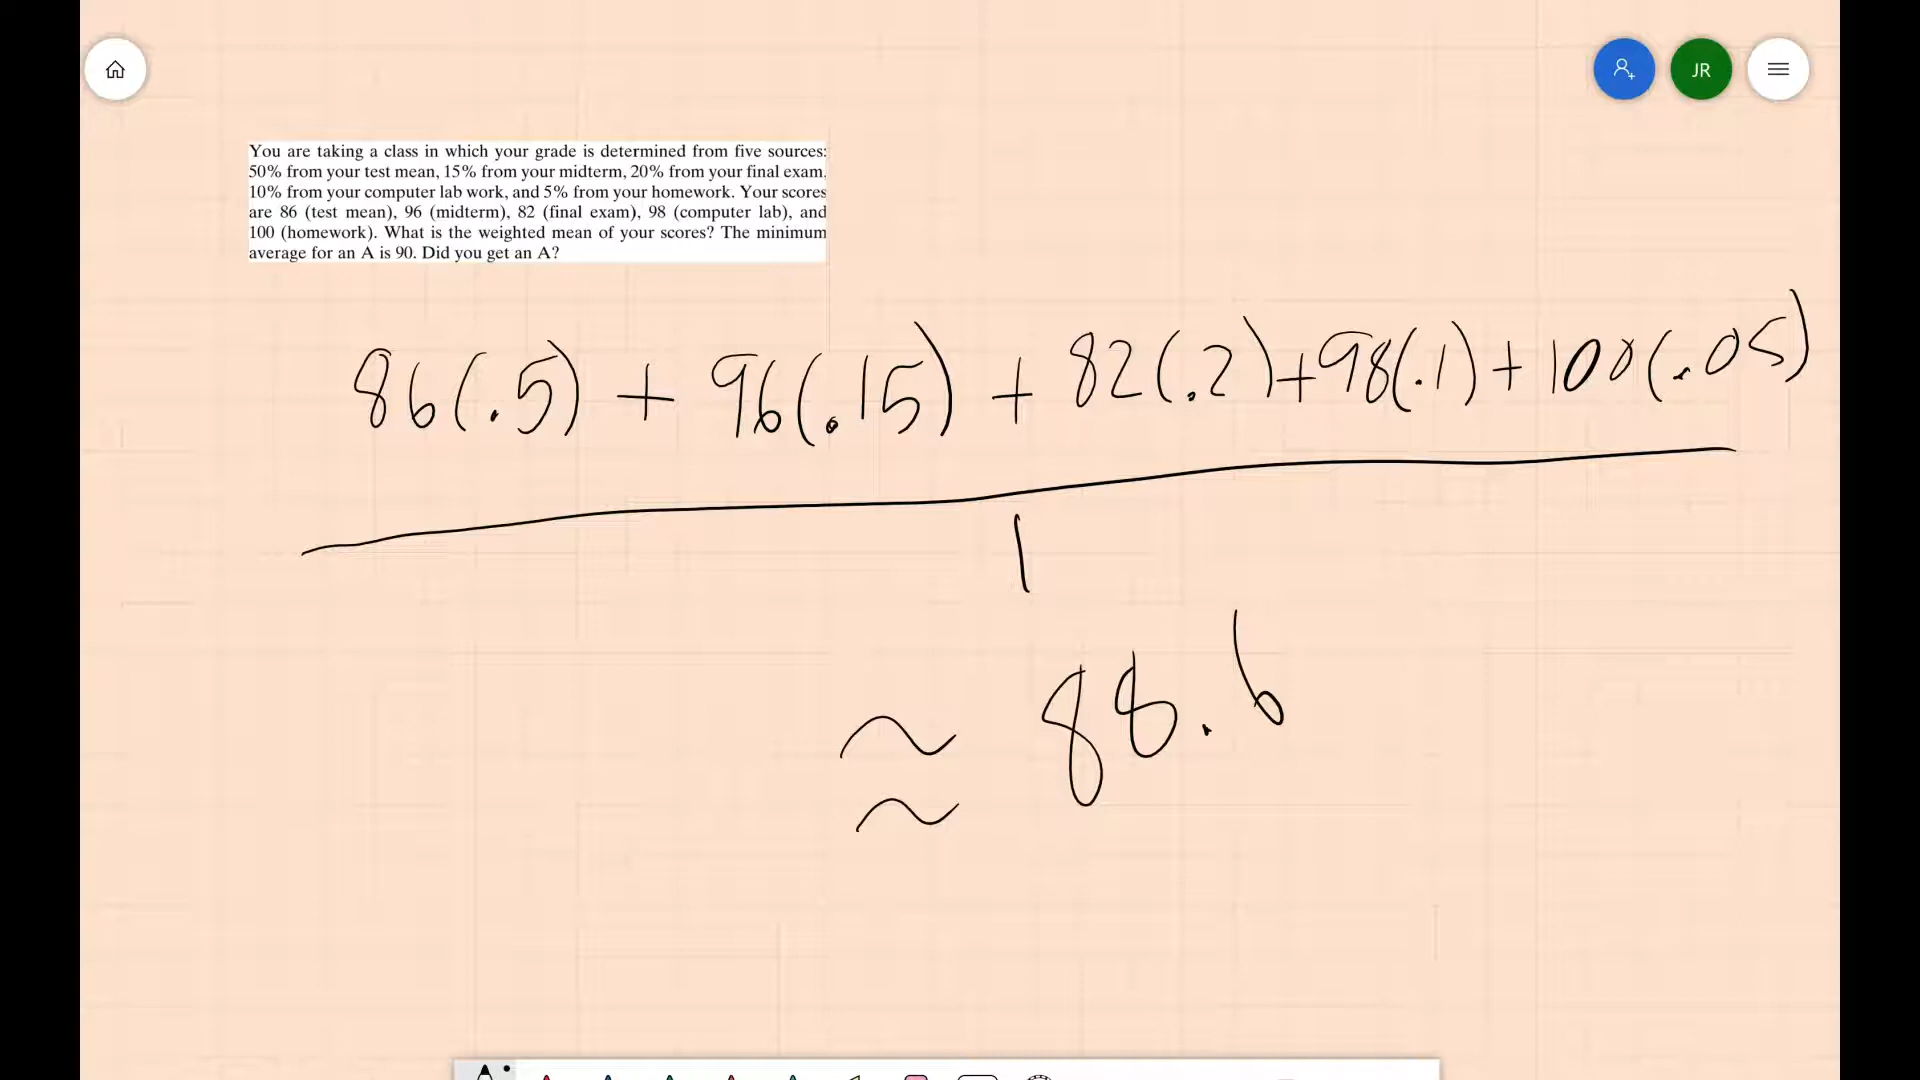 JR
You are taking a class in which your grade is determined from five sources:
50% from your test mean, 15% from your midterm, 20% from your final exam,
10% from your computer lab work, and 5% from your homework. Your scores
are 86 (test mean), 96 (midterm), 82 (final exam), 98 (computer lab), and
100 (homework). What is the weighted mean of your scores? The minimum
average for an A is 90. Did you get an A?
86(.5) + 96(.15) + 82(.2) + 98(.1) + 100(.05)
1
≈ 88.6